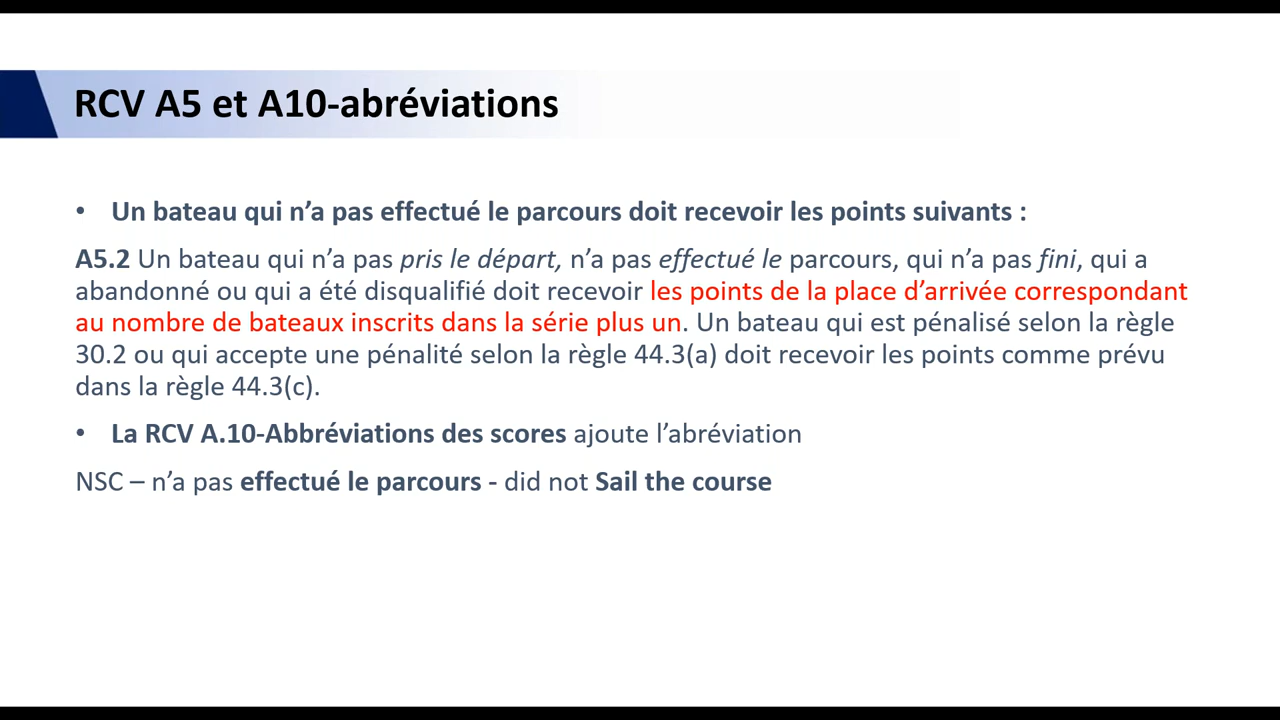 RCV A5 et A10-abréviations
• Un bateau qui n’a pas effectué le parcours doit recevoir les points suivants :
A5.2 Un bateau qui n’a pas pris le départ, n’a pas effectué le parcours, qui n’a pas fini, qui a
abandonné ou qui a été disqualifié doit recevoir les points de la place d’arrivée correspondant
au nombre de bateaux inscrits dans la série plus un. Un bateau qui est pénalisé selon la règle
30.2 ou qui accepte une pénalité selon la règle 44.3(a) doit recevoir les points comme prévu
dans la règle 44.3(c).
• La RCV A.10-Abbréviations des scores ajoute l’abréviation
NSC – n’a pas effectué le parcours - did not Sail the course